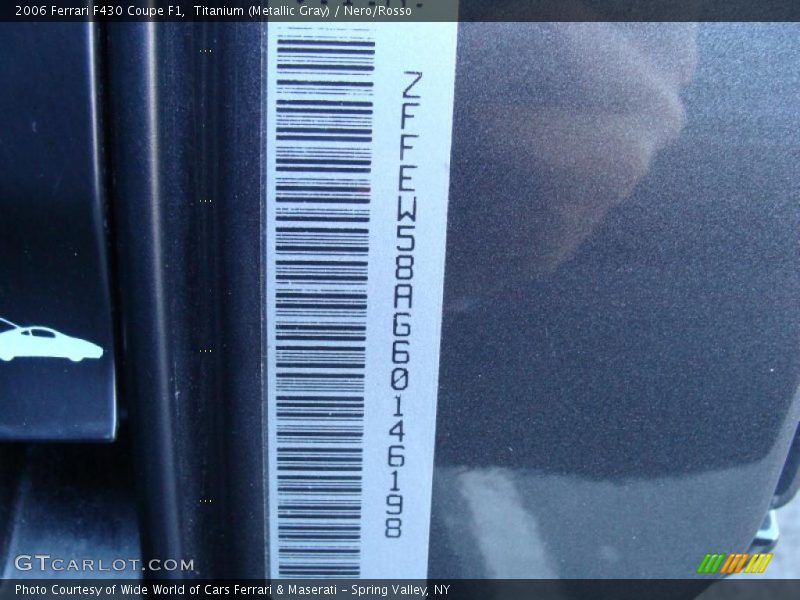 2006 Ferrari F430 Coupe F1, Titanium (Metallic Gray) / Nero/Rosso
ZFFEW58AG60146198
GTCARLOT.COM
Photo Courtesy of Wide World of Cars Ferrari & Maserati - Spring Valley, NY